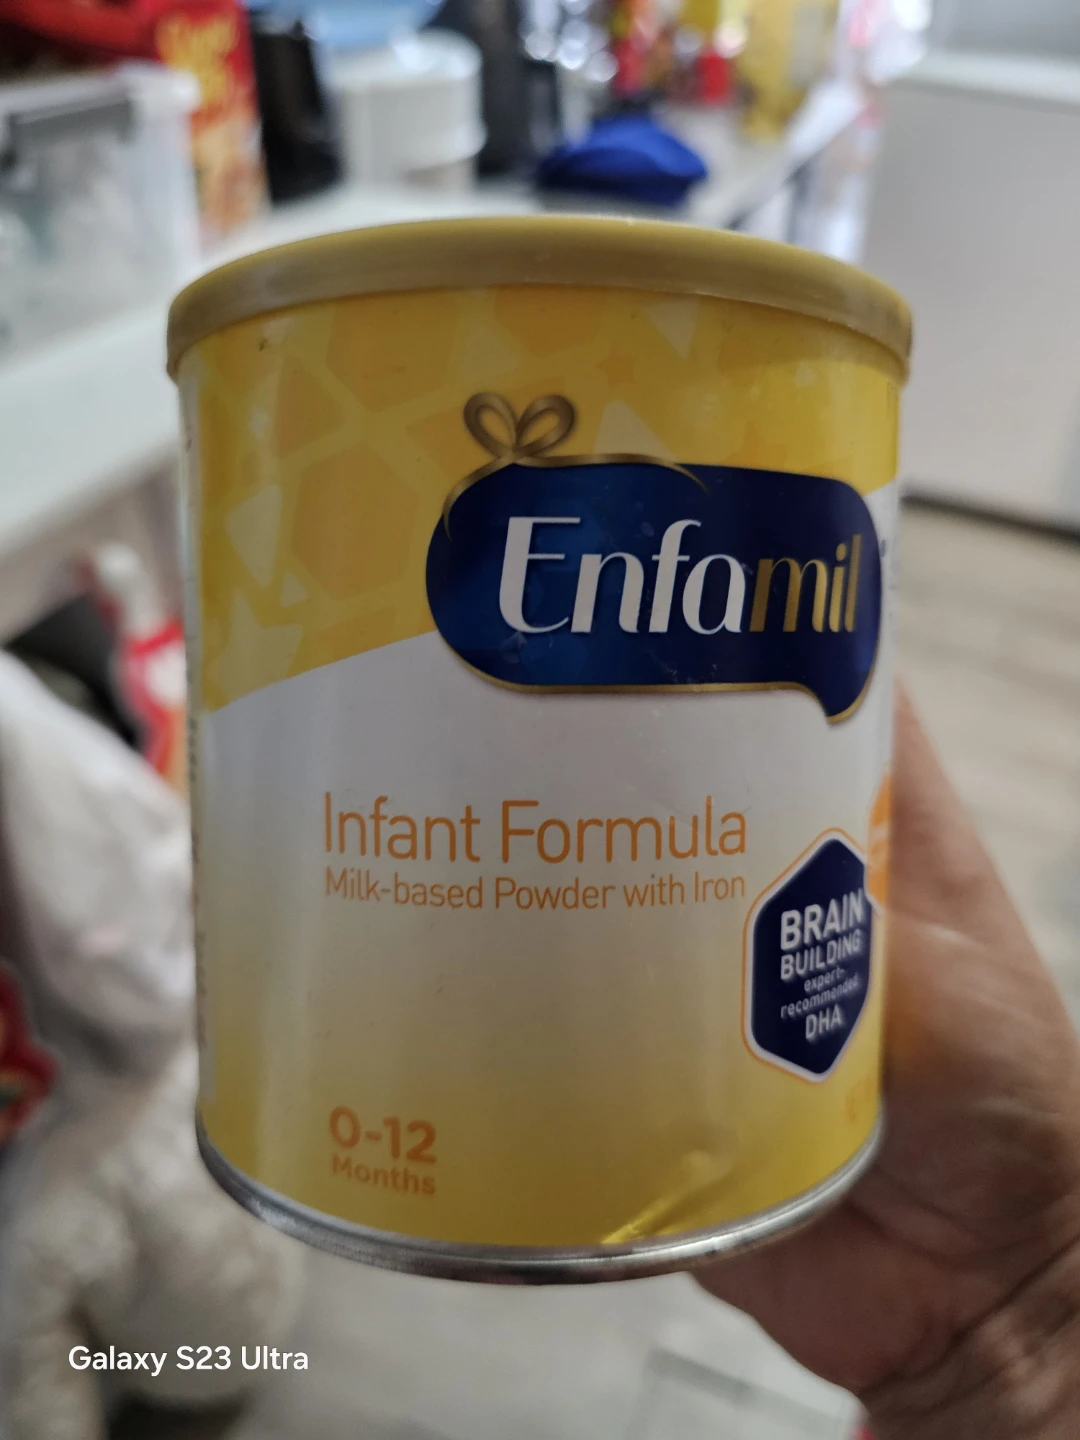 Enfamil
Infant Formula
Milk-based Powder with Iron
BRAIN
BUILDING
expert-
recommended
DHA
0-12
Months
Galaxy S23 Ultra